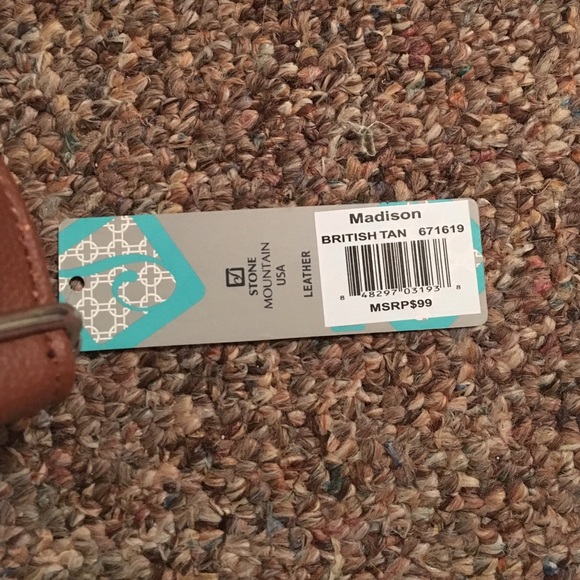 STONE
MOUNTAIN
USA
LEATHER
Madison
BRITISH TAN 671619
8 48297 03193 8
MSRP$99